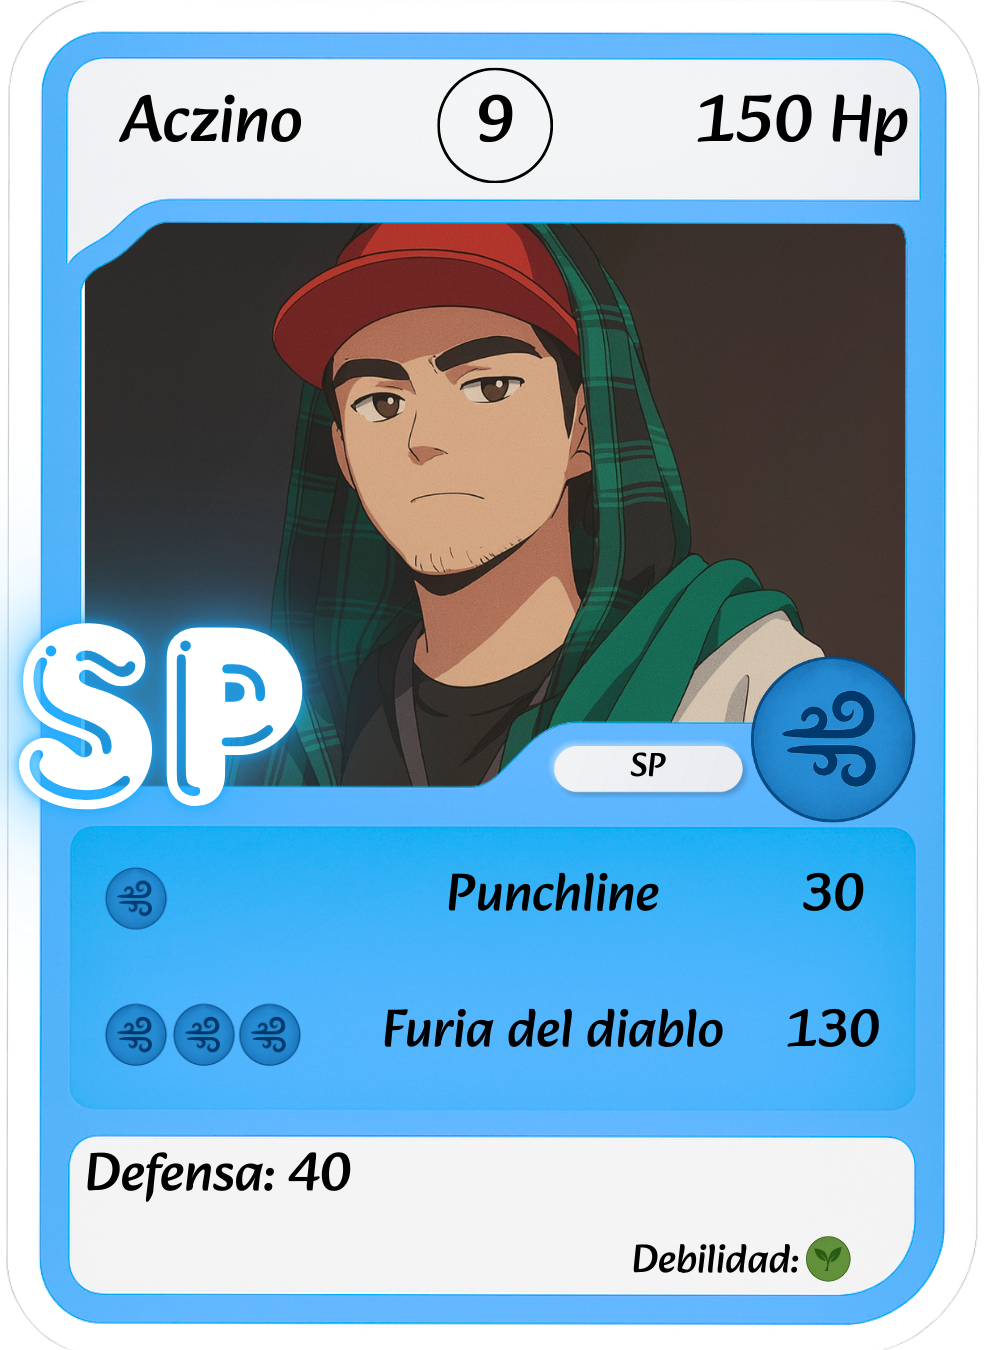 Aczino 9 150 Hp
SP
SP
Punchline 30
Furia del diablo 130
Defensa: 40
Debilidad: